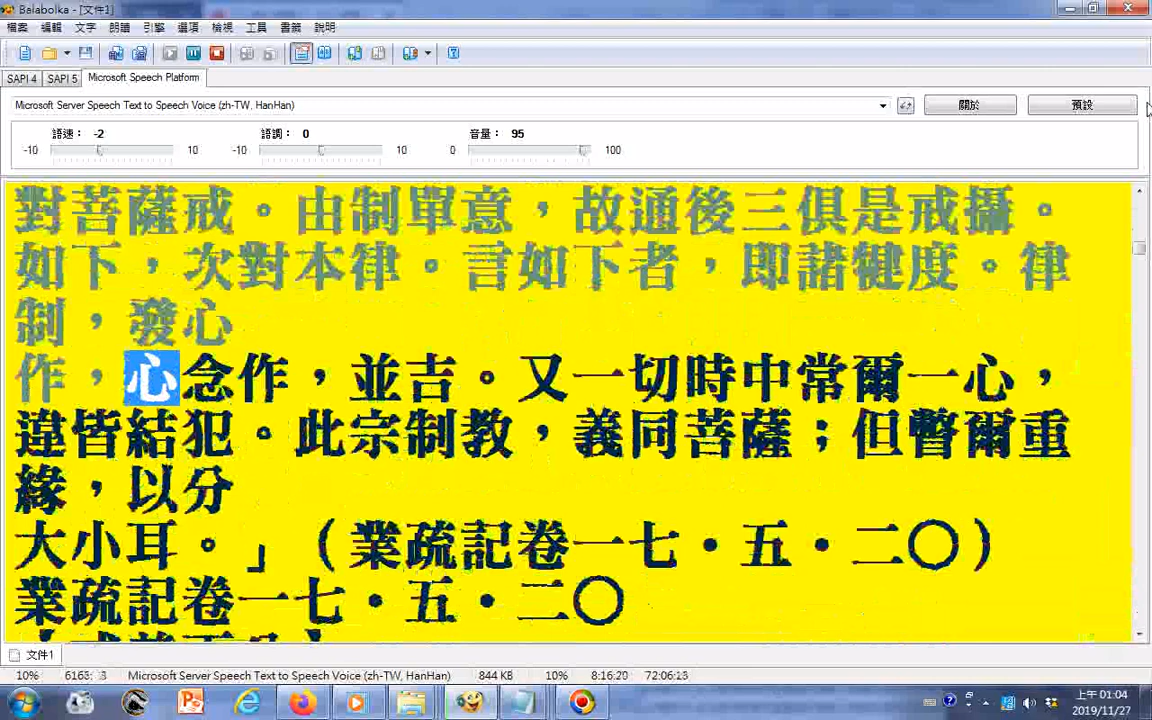 Balabolka - [文件1]
檔案 編輯 文字 朗讀 引擎 選項 檢視 工具 書籤 說明
SAPI 4 SAPI 5 Microsoft Speech Platform
Microsoft Server Speech Text to Speech Voice (zh-TW, HanHan) 關於 預設
語速： -2 語調： 0 音量： 95
-10 10 -10 10 0 100
對菩薩戒。由制單意，故通後三俱是戒攝。
如下，次對本律。言如下者，即諸犍度。律
制，發心
作，心念作，並吉。又一切時中常爾一心，
違皆結犯。此宗制教，義同菩薩；但瞥爾重
緣，以分
大小耳。」（業疏記卷一七·五·二〇）
業疏記卷一七·五·二〇
文件1
10% Microsoft Server Speech Text to Speech Voice (zh-TW, HanHan) 844 KB 10% 8:16:20 72:06:13
上午 01:04
2019/11/27